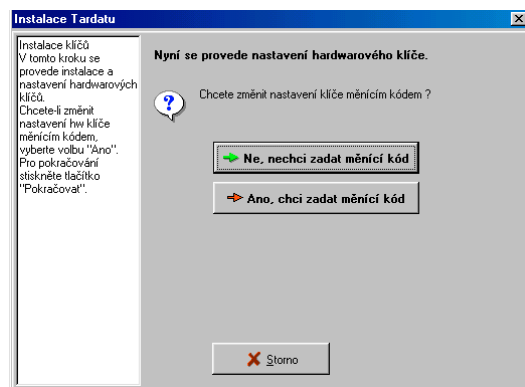 Instalace Tardatu
Instalace klíčů
V tomto kroku se
provede instalace a
nastavení hardwarových
klíčů.
Chcete-li změnit
nastavení hw klíče
měnícím kódem,
vyberte volbu "Ano".
Pro pokračování
stiskněte tlačítko
"Pokračovat".
Nyní se provede nastavení hardwarového klíče.
Chcete změnit nastavení klíče měnícím kódem ?
Ne, nechci zadat měnící kód
Ano, chci zadat měnící kód
Storno